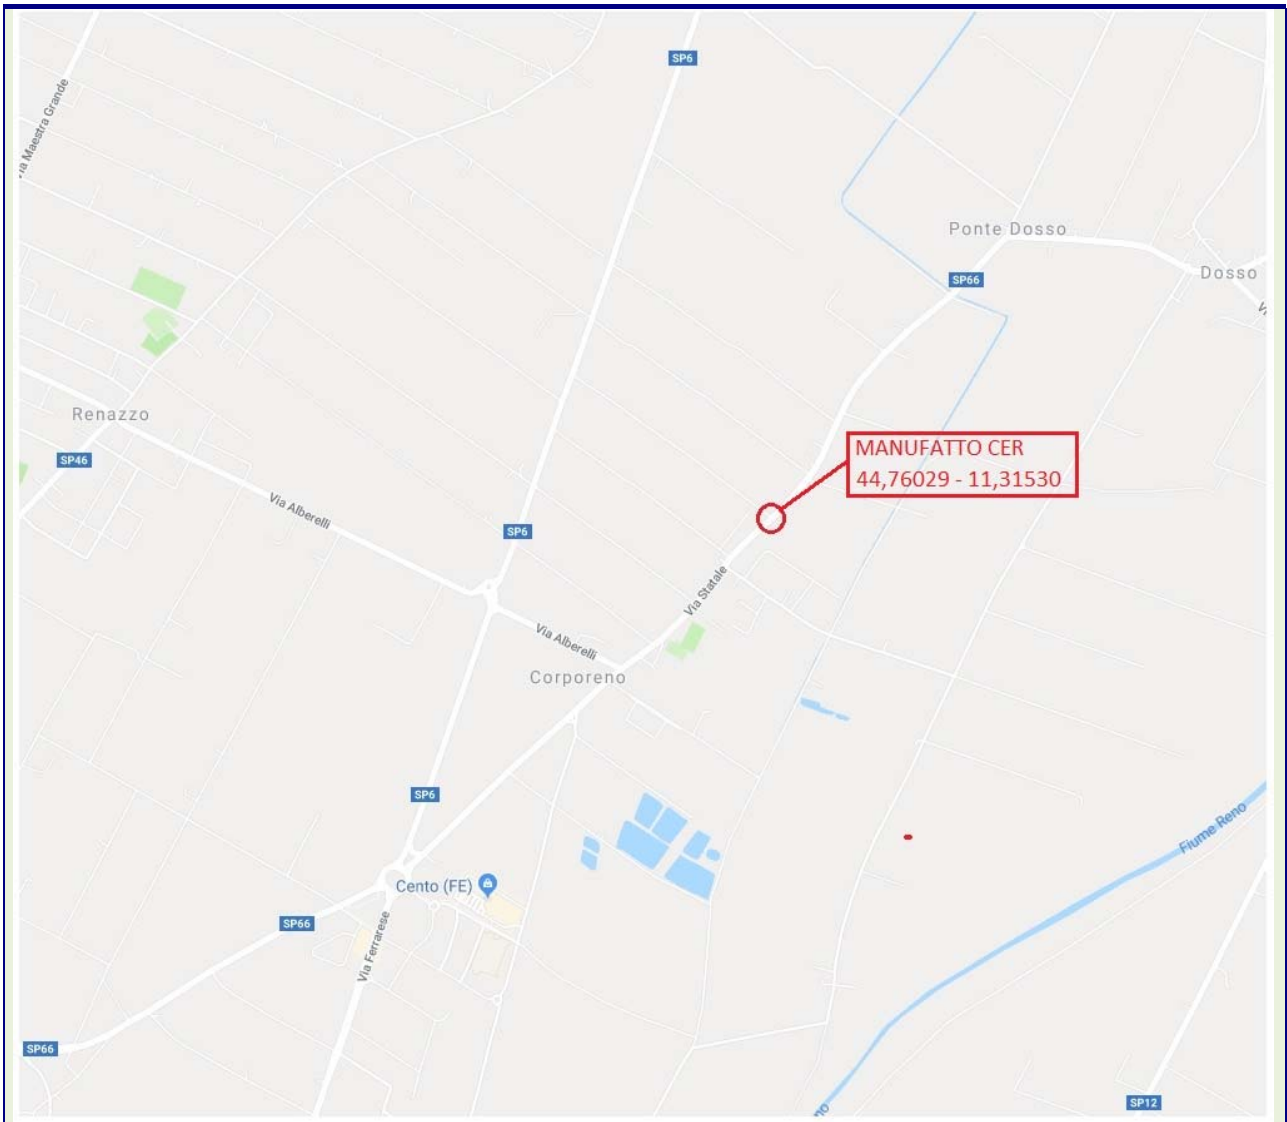 SP6
Via Maestra Grande
Ponte Dosso
SP66
Dosso
Renazzo
MANUFATTO CER
44,76029 - 11,31530
SP46
Via Alberelli
SP6
Via Statale
Via Alberelli
Corporeno
SP6
Fiume Reno
Cento (FE)
SP66
Via Ferrarese
SP66
SP12